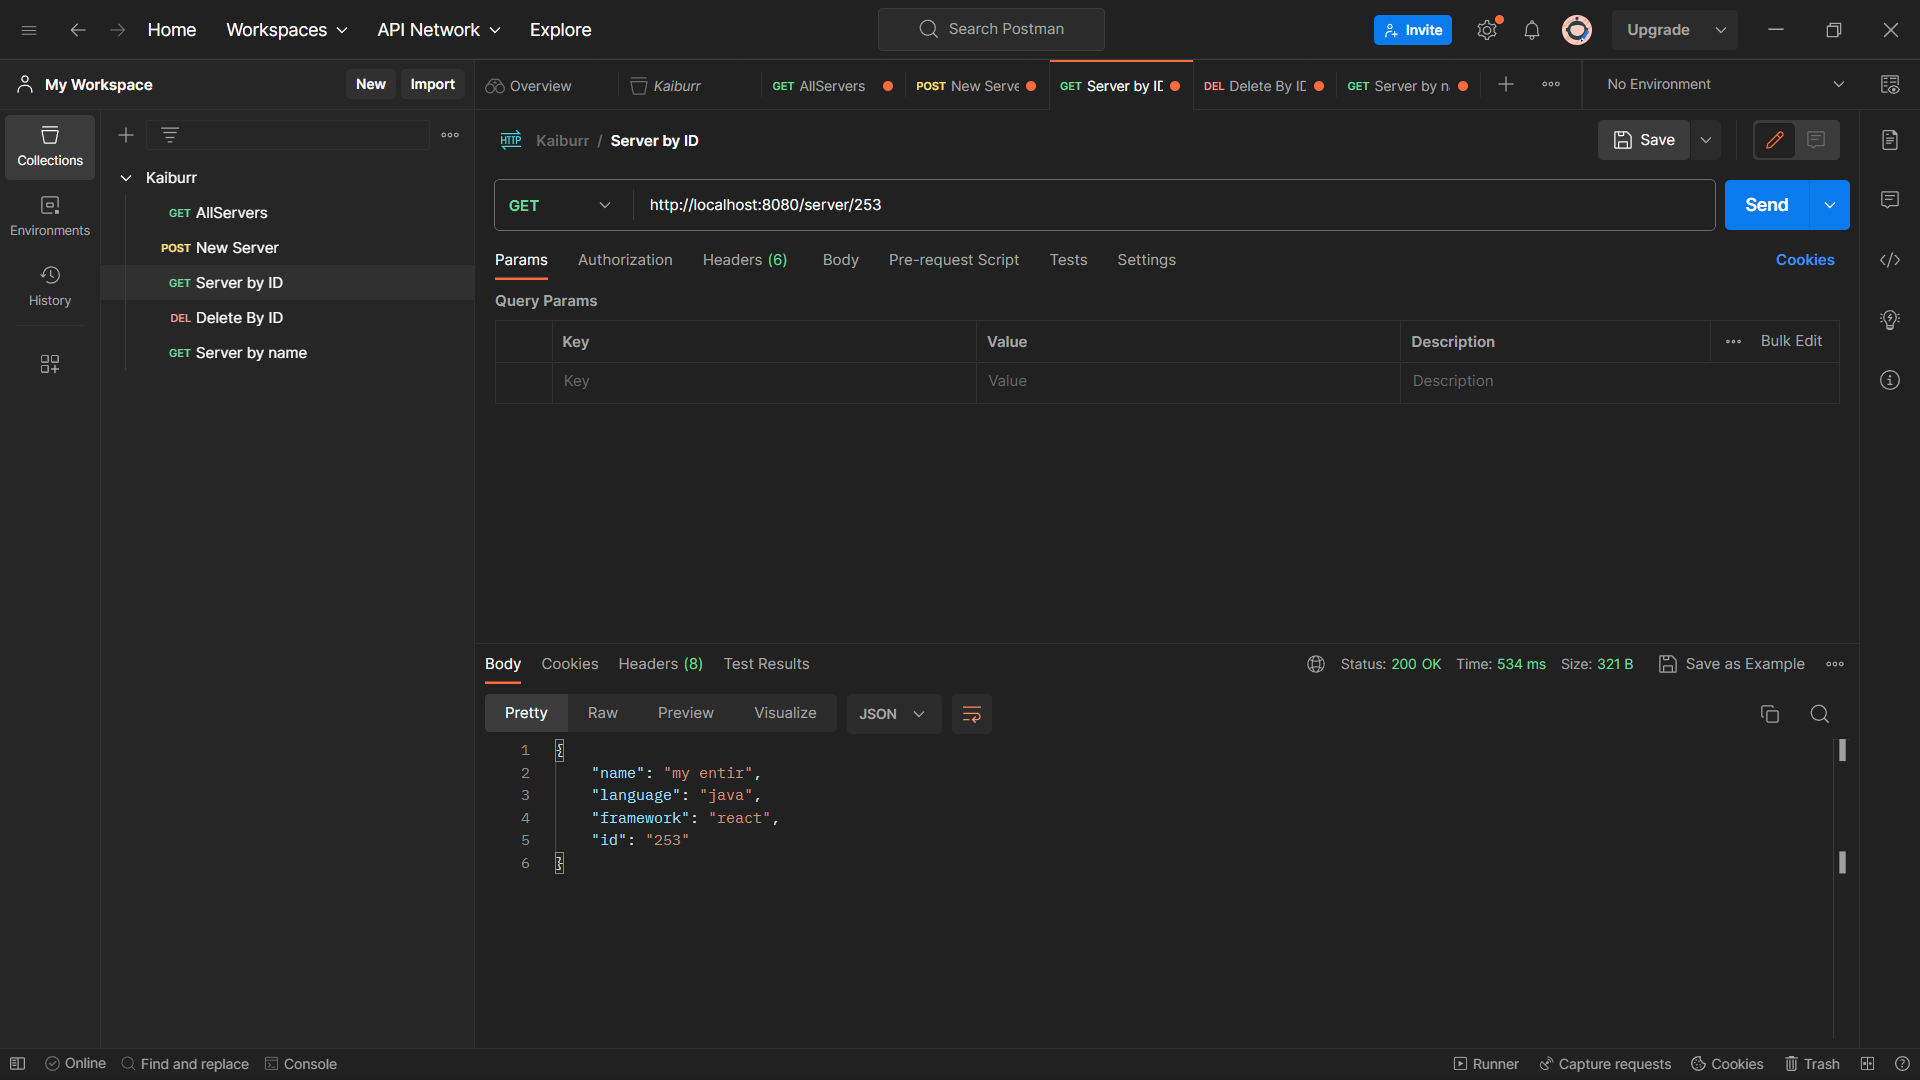 Home Workspaces API Network Explore Search Postman Invite Upgrade
My Workspace New Import Overview Kaiburr GET AllServers POST New Serve GET Server by ID DEL Delete By ID GET Server by n No Environment
Collections
Environments
History
Kaiburr
GET AllServers
POST New Server
GET Server by ID
DEL Delete By ID
GET Server by name
HTTP Kaiburr / Server by ID Save
GET http://localhost:8080/server/253 Send
Params Authorization Headers (6) Body Pre-request Script Tests Settings Cookies
Query Params
Key Value Description Bulk Edit
Key Value Description
Body Cookies Headers (8) Test Results Status: 200 OK Time: 534 ms Size: 321 B Save as Example
Pretty Raw Preview Visualize JSON
1 {
2 "name": "my entir",
3 "language": "java",
4 "framework": "react",
5 "id": "253"
6 }
Online Find and replace Console Runner Capture requests Cookies Trash